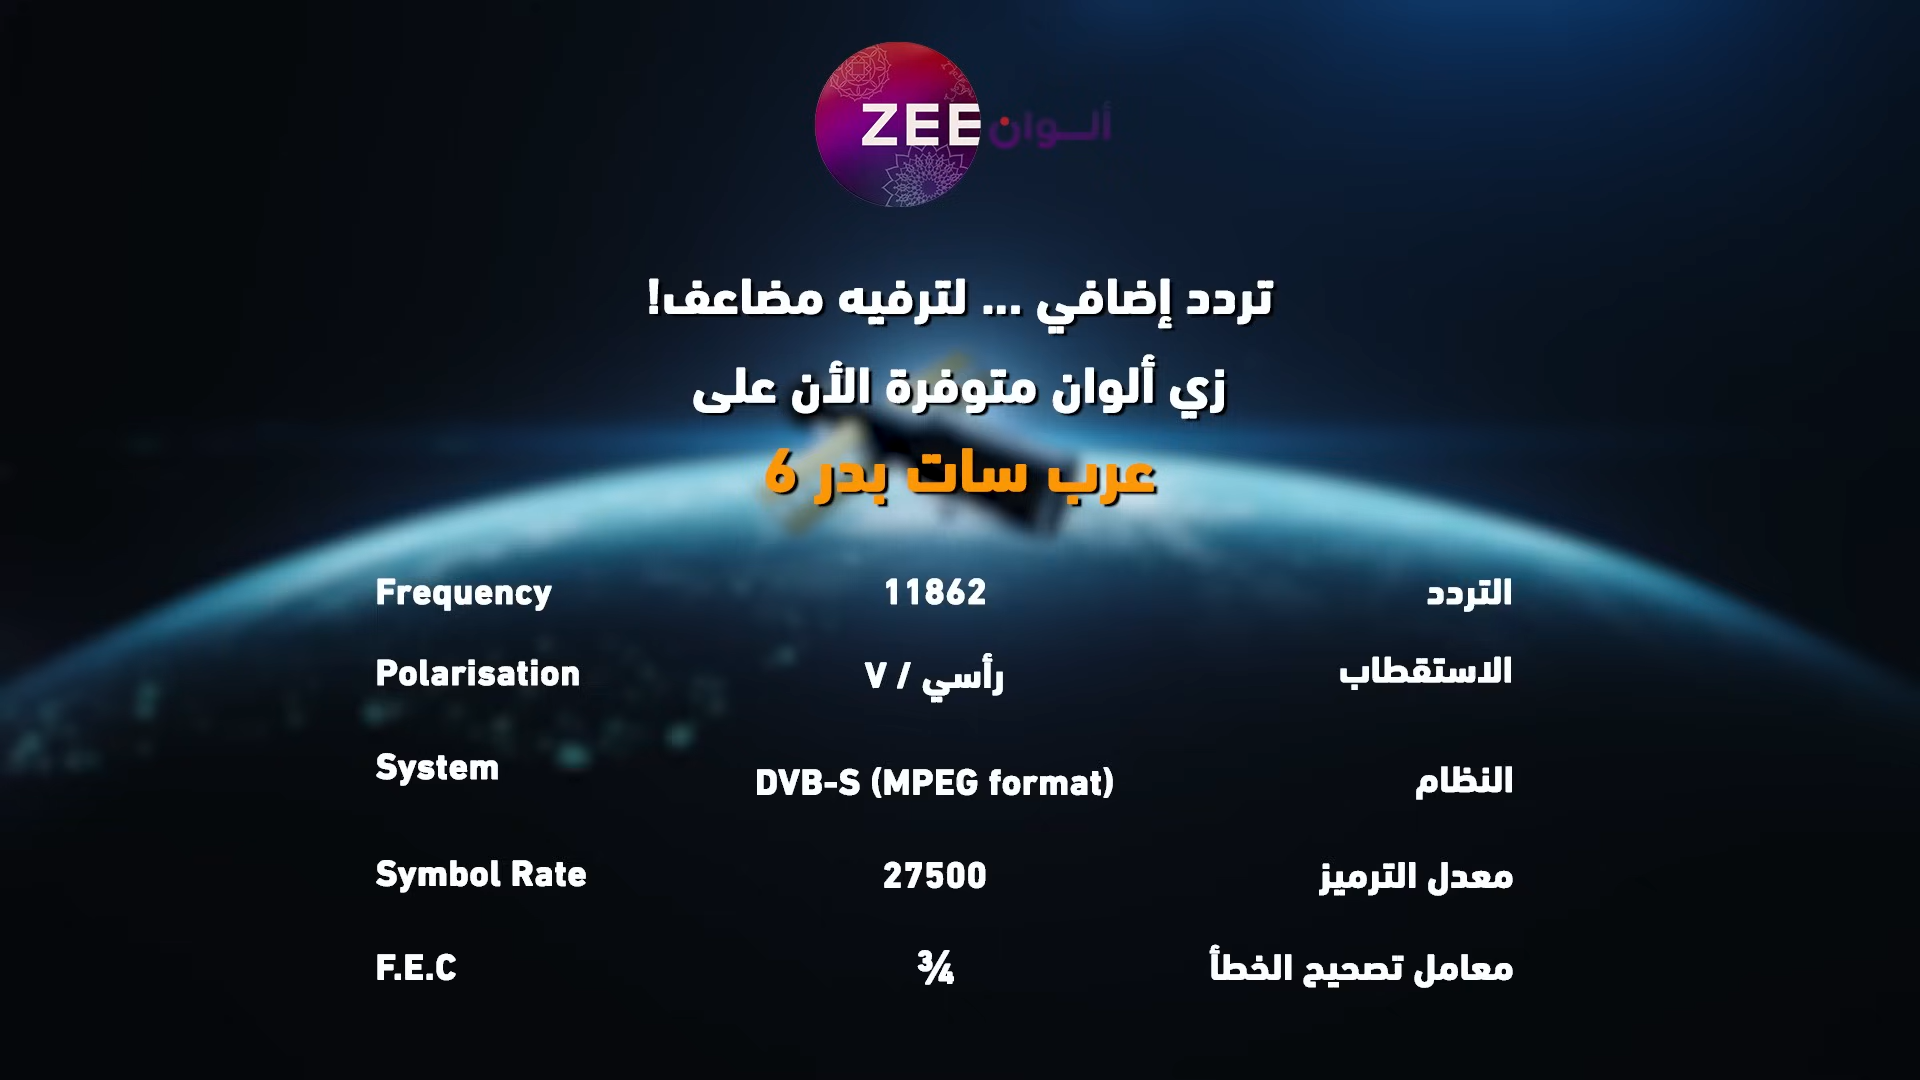 ZEE ألوان
تردد إضافي ... لترفيه مضاعف!
زي ألوان متوفرة الأن على
عرب سات بدر 6
Frequency 11862 التردد
Polarisation رأسي / V الاستقطاب
System DVB-S (MPEG format) النظام
Symbol Rate 27500 معدل الترميز
F.E.C ¾ معامل تصحيح الخطأ